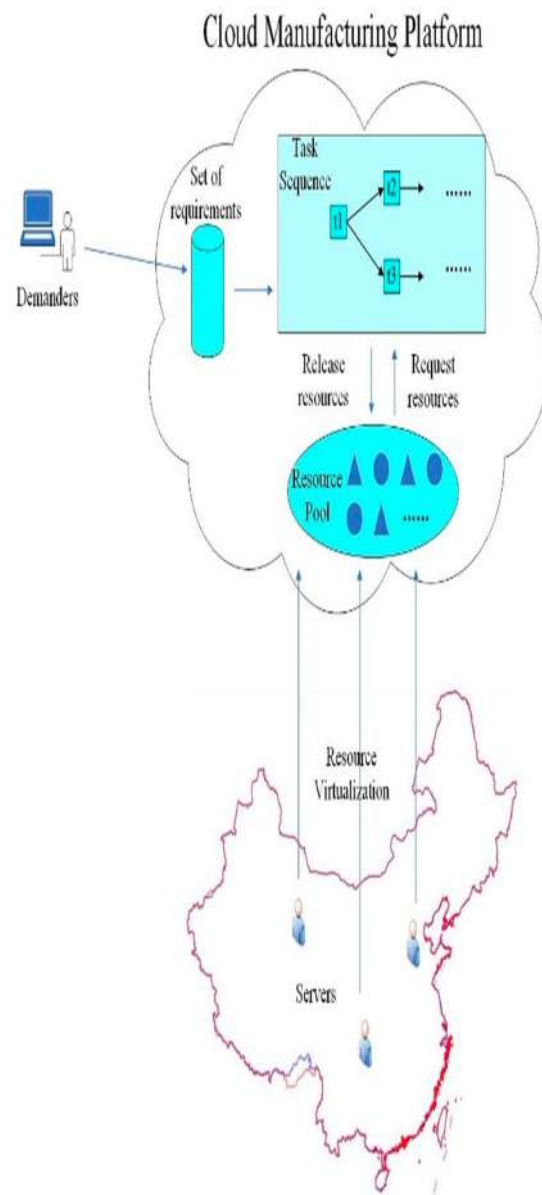 Cloud Manufacturing Platform
Task
Sequence
t2
......
Set of
requirements
t1
Demanders
t3
......
Release
resources
Request
resources
Resource
Pool
......
Resource
Virtualization
Servers